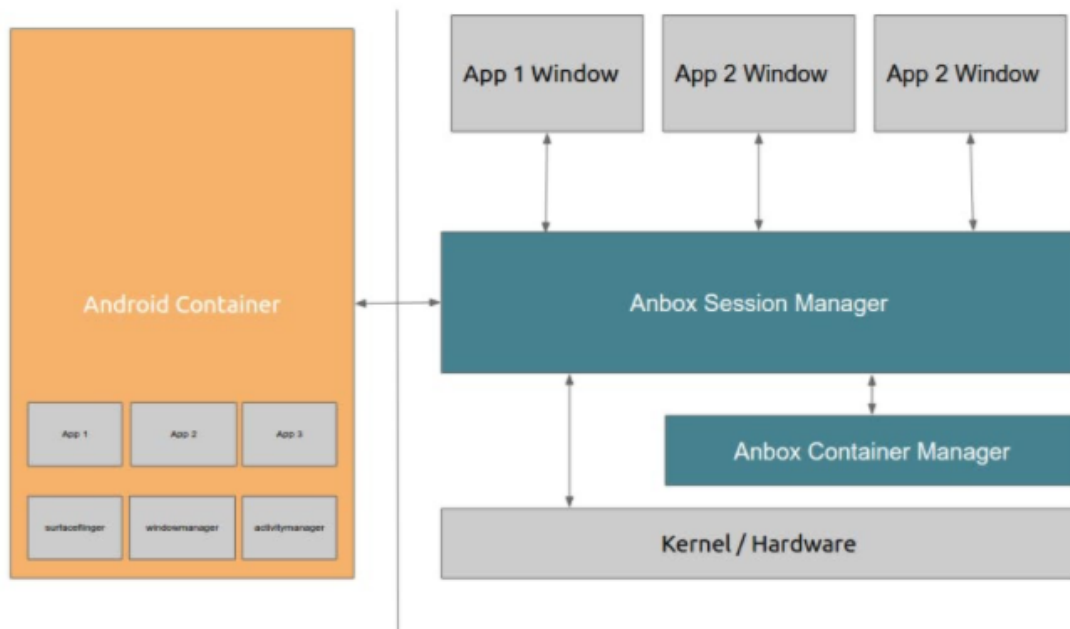 App 1 Window
App 2 Window
App 2 Window
Android Container
Anbox Session Manager
App 1
App 2
App 3
Anbox Container Manager
surfaceflinger
windowmanager
activitymanager
Kernel / Hardware